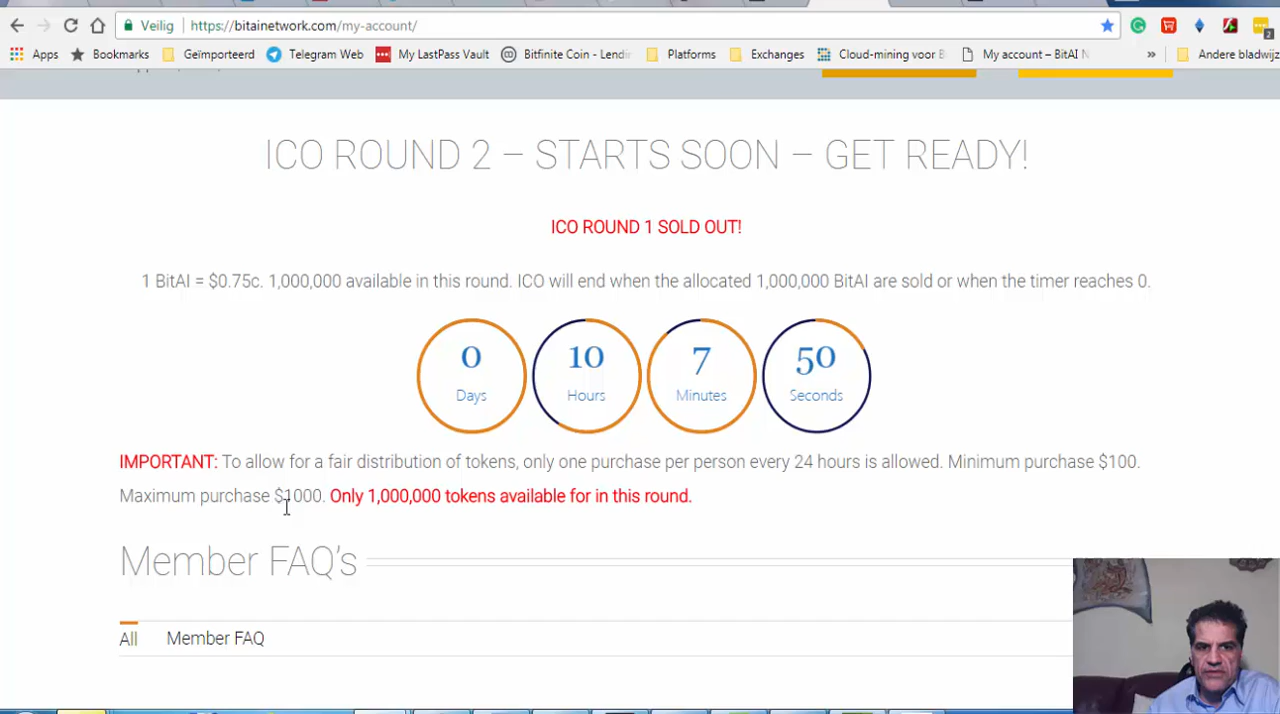 Veilig https://bitainetwork.com/my-account/
Apps Bookmarks Geïmporteerd Telegram Web My LastPass Vault Bitfinite Coin - Lendin Platforms Exchanges Cloud-mining voor B My account – BitAI N » Andere bladwijz
ICO ROUND 2 – STARTS SOON – GET READY!
ICO ROUND 1 SOLD OUT!
1 BitAI = $0.75c. 1,000,000 available in this round. ICO will end when the allocated 1,000,000 BitAI are sold or when the timer reaches 0.
0 10 7 50
Days Hours Minutes Seconds
IMPORTANT: To allow for a fair distribution of tokens, only one purchase per person every 24 hours is allowed. Minimum purchase $100.
Maximum purchase $1000. Only 1,000,000 tokens available for in this round.
Member FAQ's
All Member FAQ